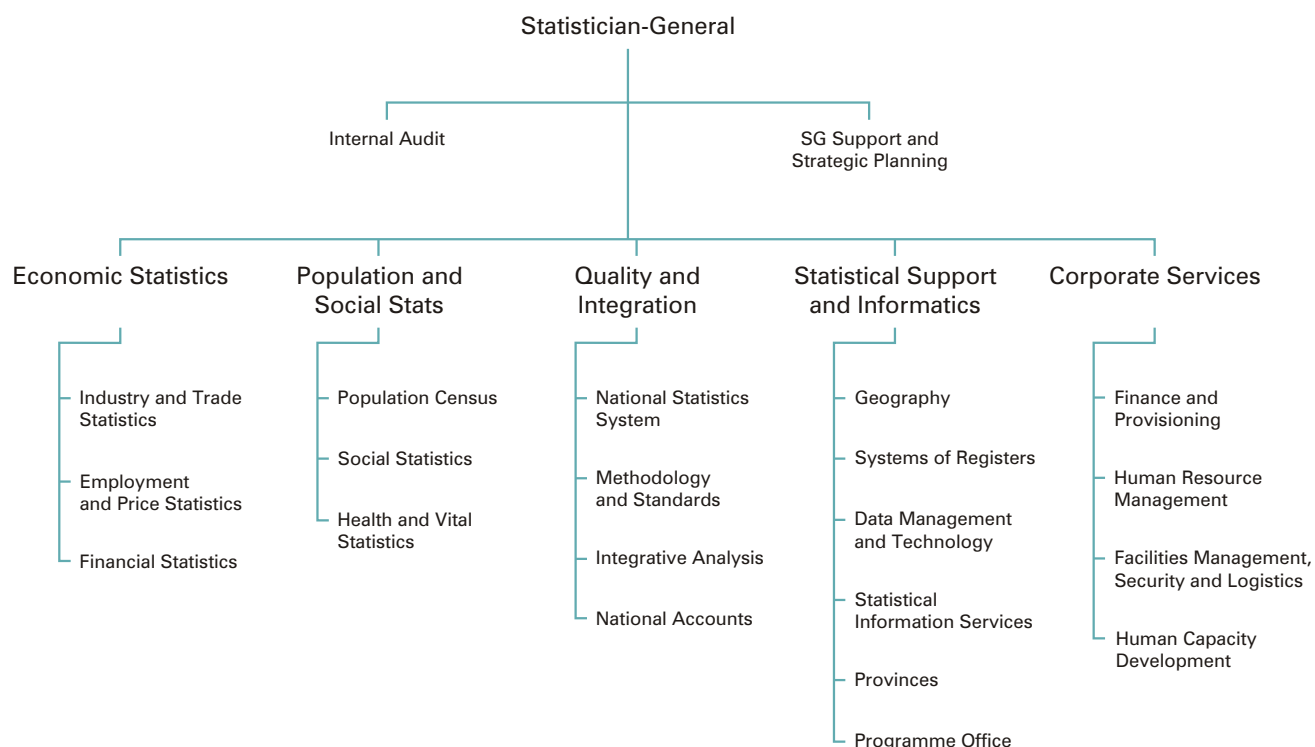 Statistician-General
Internal Audit
SG Support and
Strategic Planning
Economic Statistics
Population and
Social Stats
Quality and
Integration
Statistical Support
and Informatics
Corporate Services
Industry and Trade
Statistics
Employment
and Price Statistics
Financial Statistics
Population Census
Social Statistics
Health and Vital
Statistics
National Statistics
System
Methodology
and Standards
Integrative Analysis
National Accounts
Geography
Systems of Registers
Data Management
and Technology
Statistical
Information Services
Provinces
Programme Office
Finance and
Provisioning
Human Resource
Management
Facilities Management,
Security and Logistics
Human Capacity
Development